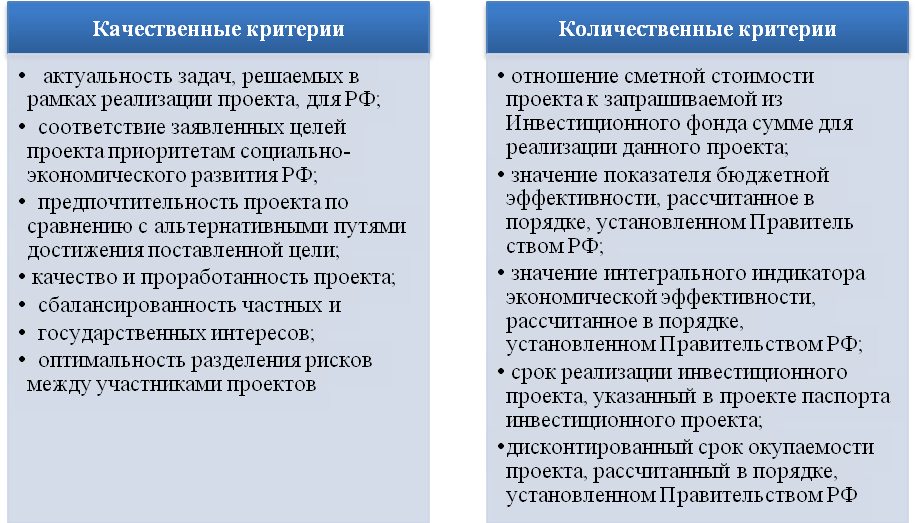 Качественные критерии
• актуальность задач, решаемых в
рамках реализации проекта, для РФ;
• соответствие заявленных целей
проекта приоритетам социально-
экономического развития РФ;
• предпочтительность проекта по
сравнению с альтернативными путями
достижения поставленной цели;
• качество и проработанность проекта;
• сбалансированность частных и
• государственных интересов;
• оптимальность разделения рисков
между участниками проектов
Количественные критерии
• отношение сметной стоимости
проекта к запрашиваемой из
Инвестиционного фонда сумме для
реализации данного проекта;
• значение показателя бюджетной
эффективности, рассчитанное в
порядке, установленном Правитель
ством РФ;
• значение интегрального индикатора
экономической эффективности,
рассчитанное в порядке,
установленном Правительством РФ;
• срок реализации инвестиционного
проекта, указанный в проекте паспорта
инвестиционного проекта;
• дисконтированный срок окупаемости
проекта, рассчитанный в порядке,
установленном Правительством РФ